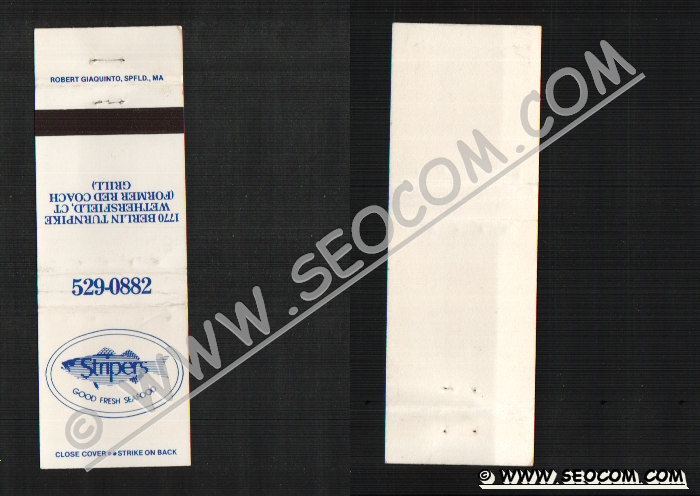 ROBERT GIAQUINTO, SPFLD., MA
1770 BERLIN TURNPIKE
WETHERSFIELD, CT
(FORMER RED COACH
GRILL)
529-0882
Stripers
GOOD FRESH SEAFOOD
CLOSE COVER STRIKE ON BACK
© WWW.SEOCOM.COM
© WWW.SEOCOM.COM ©